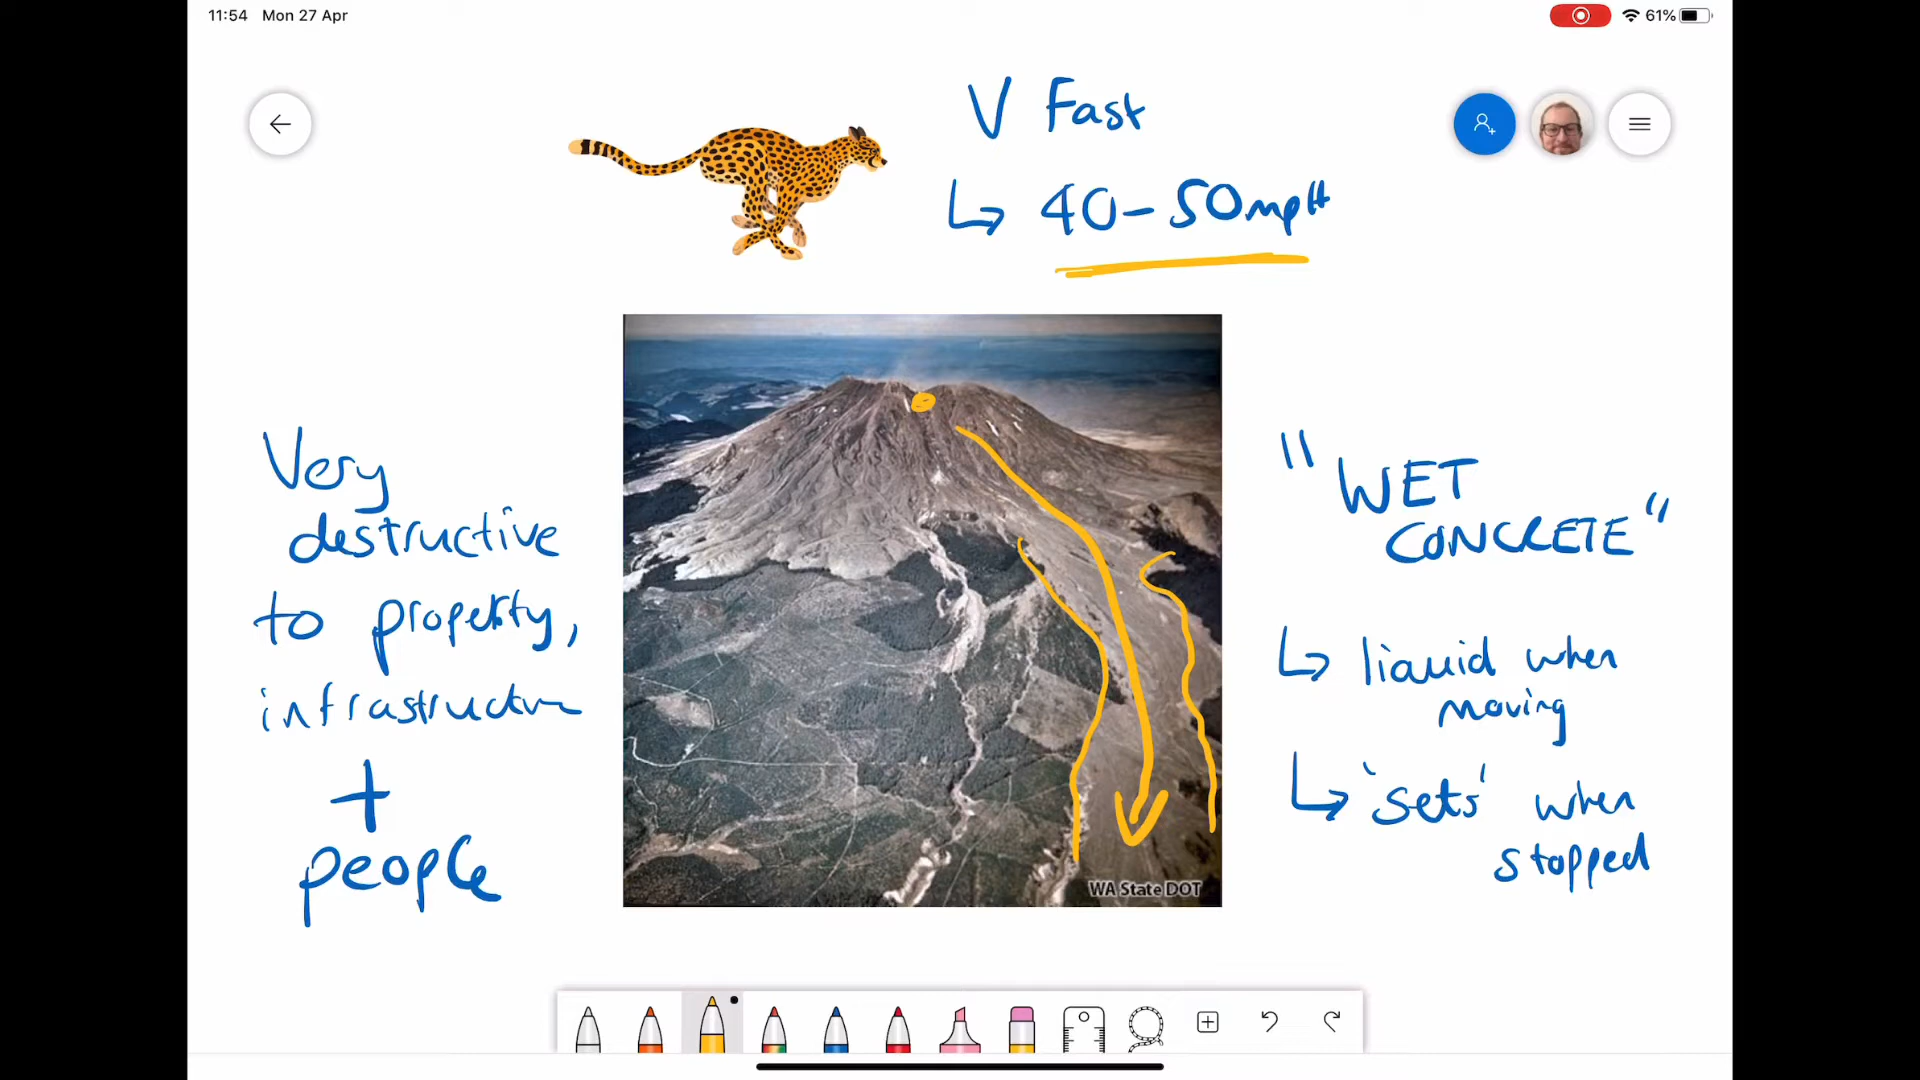 11:54 Mon 27 Apr
61%
V Fast
↳ 40-50mpH
Very
destructive
to property,
infrastructure
+
people
"WET
CONCRETE"
↳ liquid when
moving
↳ 'sets' when
stopped
WA State DOT